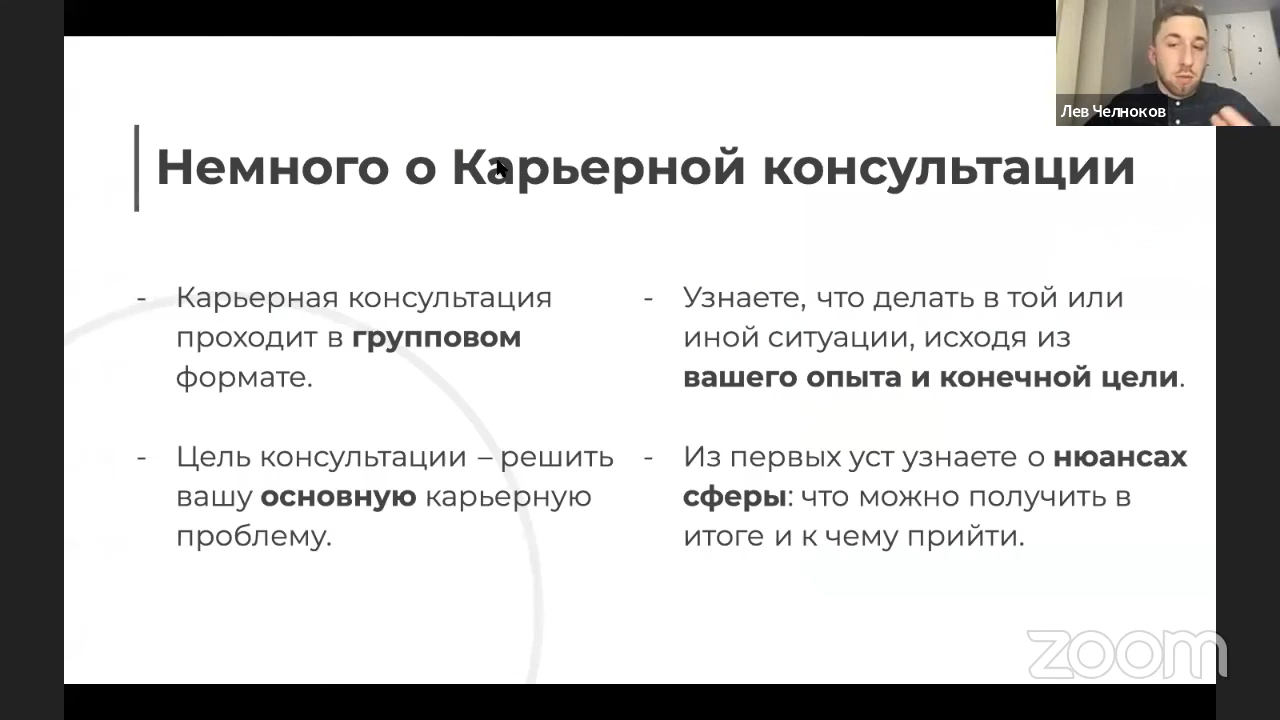 Лев Челноков
Немного о Карьерной консультации
- Карьерная консультация
проходит в групповом
формате.
- Цель консультации – решить
вашу основную карьерную
проблему.
- Узнаете, что делать в той или
иной ситуации, исходя из
вашего опыта и конечной цели.
- Из первых уст узнаете о нюансах
сферы: что можно получить в
итоге и к чему прийти.
zoom